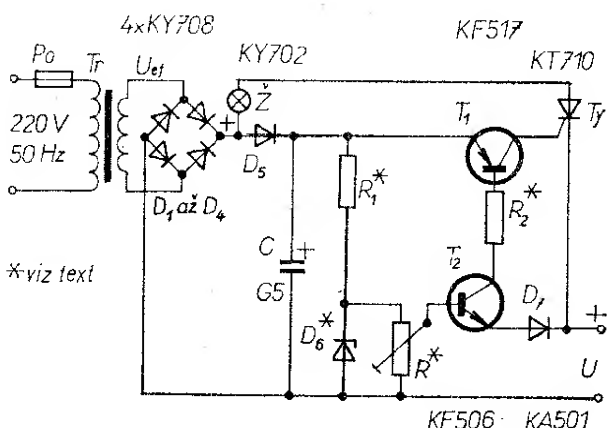 4xKY708
KY702
KF517
KT710
Po
Tr
Uef
Ž
T1
Ty
220 V
50 Hz
+
D5
R1*
R2*
D1 až D4
*viz text
C
+
G5
T2
D7
D6*
R*
+
U
KF506
KA501